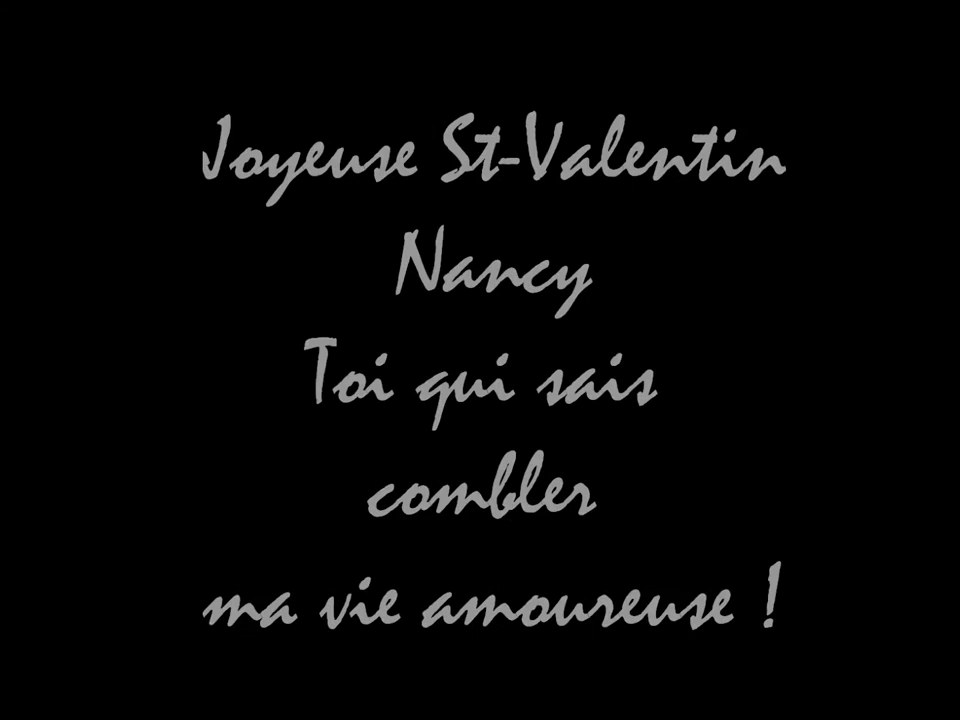 Joyeuse St-Valentin
Nancy
Toi qui sais
combler
ma vie amoureuse !